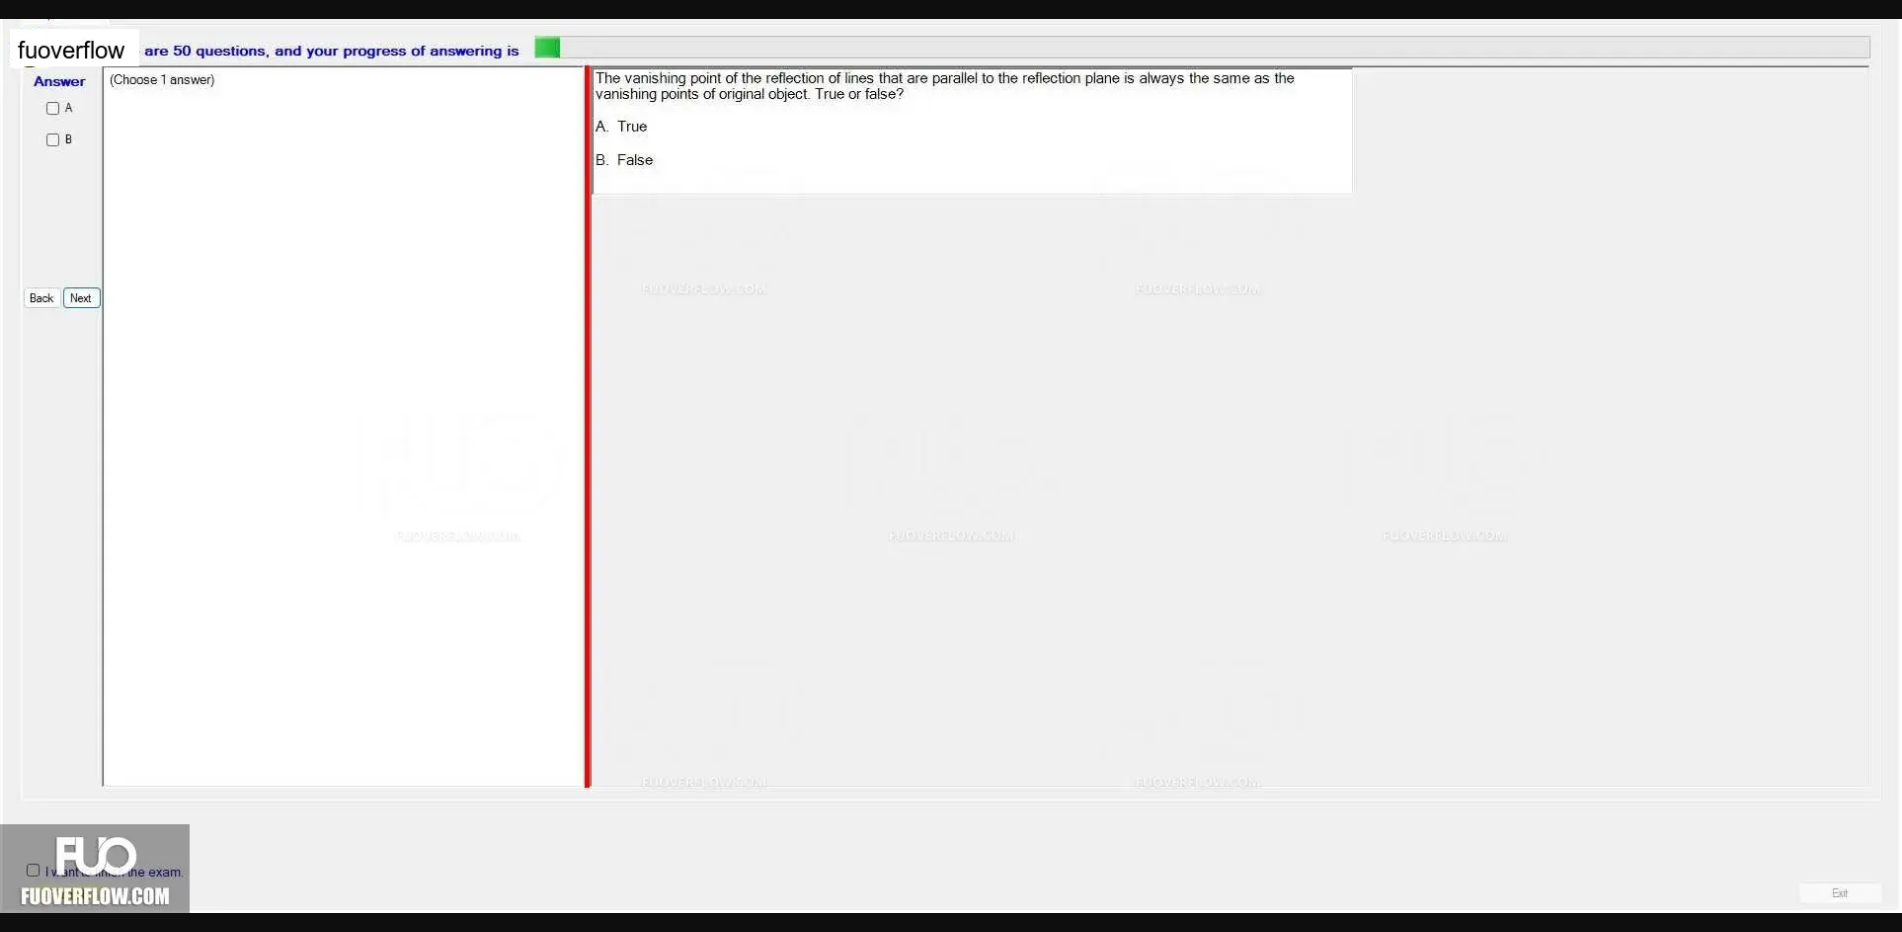 fuoverflow are 50 questions, and your progress of answering is
Answer
(Choose 1 answer)
A
B
Back Next
The vanishing point of the reflection of lines that are parallel to the reflection plane is always the same as the
vanishing points of original object. True or false?
A. True
B. False
FUOVERFLOW.COM FUOVERFLOW.COM
FUOVERFLOW.COM FUOVERFLOW.COM FUOVERFLOW.COM
FUOVERFLOW.COM FUOVERFLOW.COM
FUO
I want to finish the exam.
FUOVERFLOW.COM
Exit